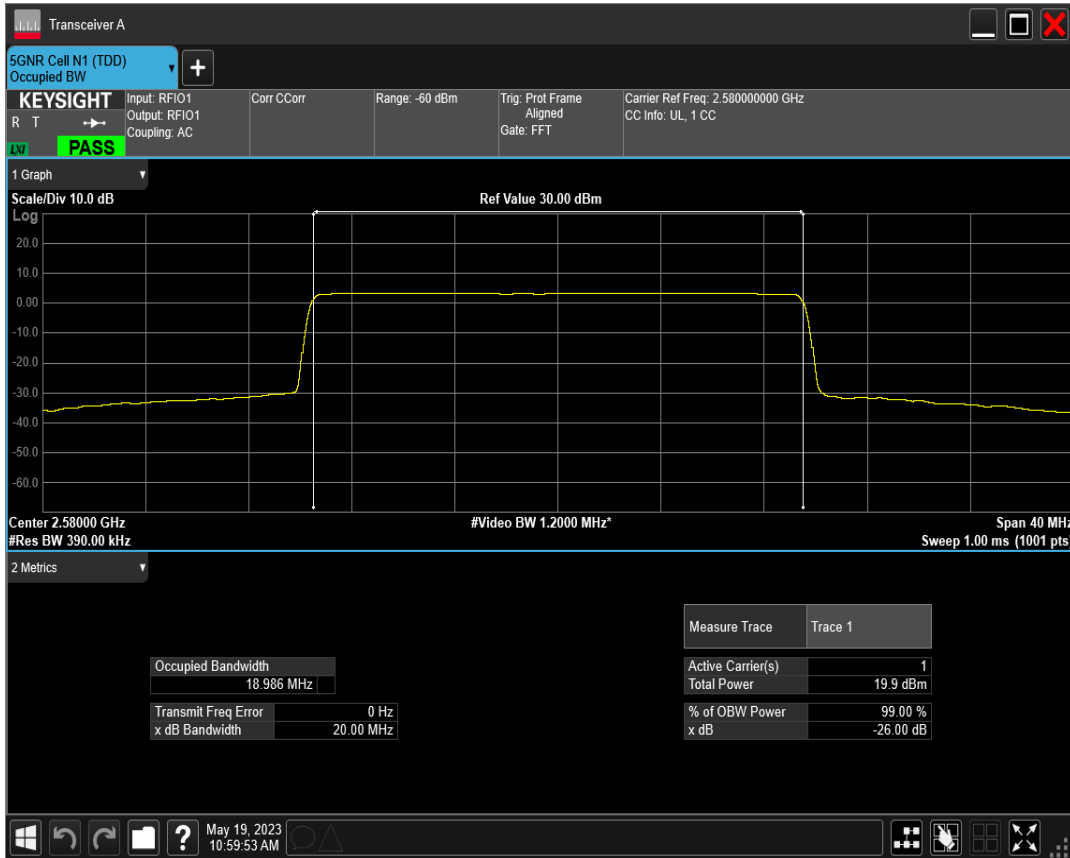 Transceiver A
5GNR Cell N1 (TDD)
Occupied BW
+
KEYSIGHT
R T
LXI
PASS
Input: RFIO1
Output: RFIO1
Coupling: AC
Corr CCorr
Range: -60 dBm
Trig: Prot Frame
Aligned
Gate: FFT
Carrier Ref Freq: 2.580000000 GHz
CC Info: UL, 1 CC
1 Graph
Scale/Div 10.0 dB
Ref Value 30.00 dBm
Log
20.0
10.0
0.00
-10.0
-20.0
-30.0
-40.0
-50.0
-60.0
Center 2.58000 GHz
#Video BW 1.2000 MHz*
Span 40 MHz
#Res BW 390.00 kHz
Sweep 1.00 ms (1001 pts)
2 Metrics
Measure Trace Trace 1
Occupied Bandwidth
18.986 MHz
Transmit Freq Error 0 Hz
x dB Bandwidth 20.00 MHz
Active Carrier(s) 1
Total Power 19.9 dBm
% of OBW Power 99.00 %
x dB -26.00 dB
?
May 19, 2023
10:59:53 AM